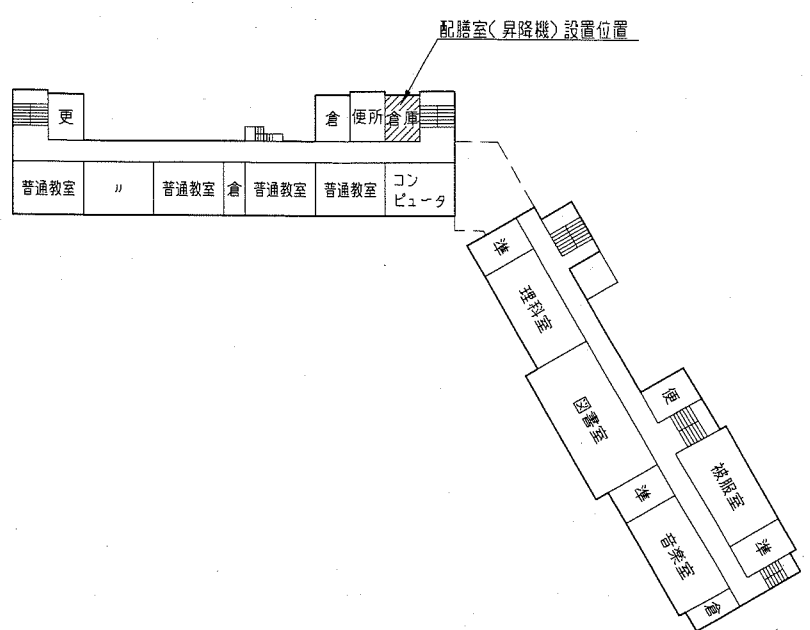 配膳室(昇降機)設置位置
更
倉
便所
倉庫
普通教室
〃
普通教室
倉
普通教室
普通教室
コン
ピュータ
準
理科室
図書室
便
準
被服室
音楽室
準
倉